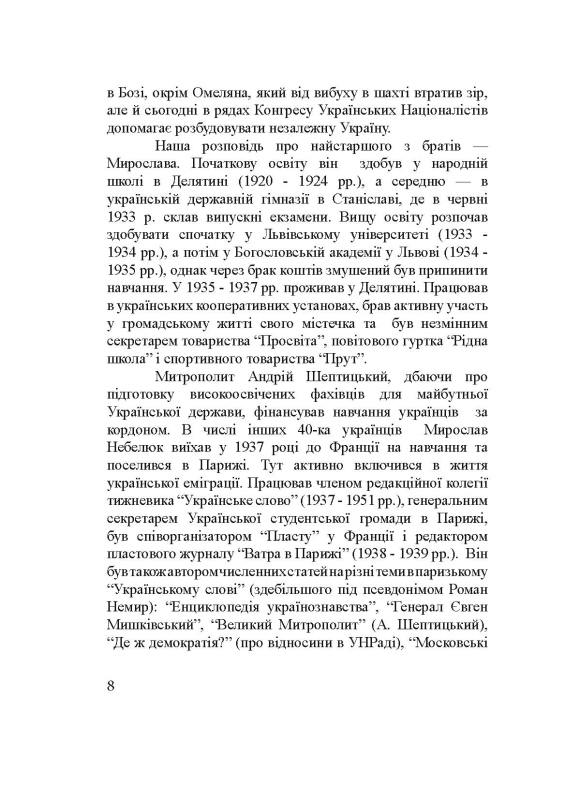 в Бозі, окрім Омеляна, який від вибуху в шахті втратив зір,
але й сьогодні в рядах Конгресу Українських Націоналістів
допомагає розбудовувати незалежну Україну.
Наша розповідь про найстаршого з братів —
Мирослава. Початкову освіту він здобув у народній
школі в Делятині (1920 - 1924 рр.), а середню — в
українській державній гімназії в Станіславі, де в червні
1933 р. склав випускні екзамени. Вищу освіту розпочав
здобувати спочатку у Львівському університеті (1933 -
1934 рр.), а потім у Богословській академії у Львові (1934 -
1935 рр.), однак через брак коштів змушений був припинити
навчання. У 1935 - 1937 рр. проживав у Делятині. Працював
в українських кооперативних установах, брав активну участь
у громадському житті свого містечка та був незмінним
секретарем товариства “Просвіта”, повітового гуртка “Рідна
школа” і спортивного товариства “Прут”.
Митрополит Андрій Шептицький, дбаючи про
підготовку високоосвічених фахівців для майбутньої
Української держави, фінансував навчання українців за
кордоном. В числі інших 40-ка українців Мирослав
Небелюк виїхав у 1937 році до Франції на навчання та
поселився в Парижі. Тут активно включився в життя
української еміграції. Працював членом редакційної колегії
тижневика “Українське слово” (1937 - 1951 рр.), генеральним
секретарем Української студентської громади в Парижі,
був співорганізатором “Пласту” у Франції і редактором
пластового журналу “Ватра в Парижі” (1938 - 1939 рр.). Він
був також автором численних статей на різні теми в паризькому
“Українському слові” (здебільшого під псевдонімом Роман
Немир): “Енциклопедія українознавства”, “Генерал Євген
Мишківський”, “Великий Митрополит” (А. Шептицький),
“Де ж демократія?” (про відносини в УНРаді), “Московські
8